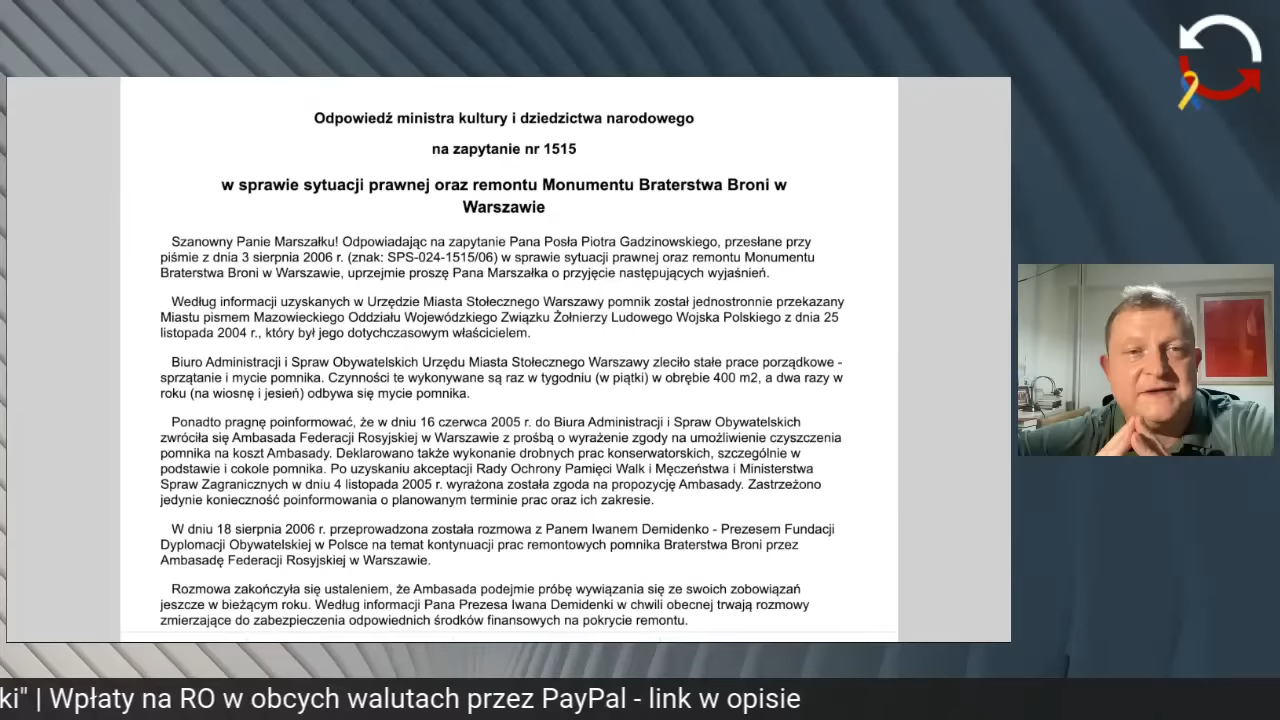 Odpowiedź ministra kultury i dziedzictwa narodowego
na zapytanie nr 1515
w sprawie sytuacji prawnej oraz remontu Monumentu Braterstwa Broni w
Warszawie
Szanowny Panie Marszałku! Odpowiadając na zapytanie Pana Posła Piotra Gadzinowskiego, przesłane przy
piśmie z dnia 3 sierpnia 2006 r. (znak: SPS-024-1515/06) w sprawie sytuacji prawnej oraz remontu Monumentu
Braterstwa Broni w Warszawie, uprzejmie proszę Pana Marszałka o przyjęcie następujących wyjaśnień.
Według informacji uzyskanych w Urzędzie Miasta Stołecznego Warszawy pomnik został jednostronnie przekazany
Miastu pismem Mazowieckiego Oddziału Wojewódzkiego Związku Żołnierzy Ludowego Wojska Polskiego z dnia 25
listopada 2004 r., który był jego dotychczasowym właścicielem.
Biuro Administracji i Spraw Obywatelskich Urzędu Miasta Stołecznego Warszawy zleciło stałe prace porządkowe -
sprzątanie i mycie pomnika. Czynności te wykonywane są raz w tygodniu (w piątki) w obrębie 400 m2, a dwa razy w
roku (na wiosnę i jesień) odbywa się mycie pomnika.
Ponadto pragnę poinformować, że w dniu 16 czerwca 2005 r. do Biura Administracji i Spraw Obywatelskich
zwróciła się Ambasada Federacji Rosyjskiej w Warszawie z prośbą o wyrażenie zgody na umożliwienie czyszczenia
pomnika na koszt Ambasady. Deklarowano także wykonanie drobnych prac konserwatorskich, szczególnie w
podstawie i cokole pomnika. Po uzyskaniu akceptacji Rady Ochrony Pamięci Walk i Męczeństwa i Ministerstwa
Spraw Zagranicznych w dniu 4 listopada 2005 r. wyrażona została zgoda na propozycję Ambasady. Zastrzeżono
jedynie konieczność poinformowania o planowanym terminie prac oraz ich zakresie.
W dniu 18 sierpnia 2006 r. przeprowadzona została rozmowa z Panem Iwanem Demidenko - Prezesem Fundacji
Dyplomacji Obywatelskiej w Polsce na temat kontynuacji prac remontowych pomnika Braterstwa Broni przez
Ambasadę Federacji Rosyjskiej w Warszawie.
Rozmowa zakończyła się ustaleniem, że Ambasada podejmie próbę wywiązania się ze swoich zobowiązań
jeszcze w bieżącym roku. Według informacji Pana Prezesa Iwana Demidenki w chwili obecnej trwają rozmowy
zmierzające do zabezpieczenia odpowiednich środków finansowych na pokrycie remontu.
ki" | Wpłaty na RO w obcych walutach przez PayPal - link w opisie